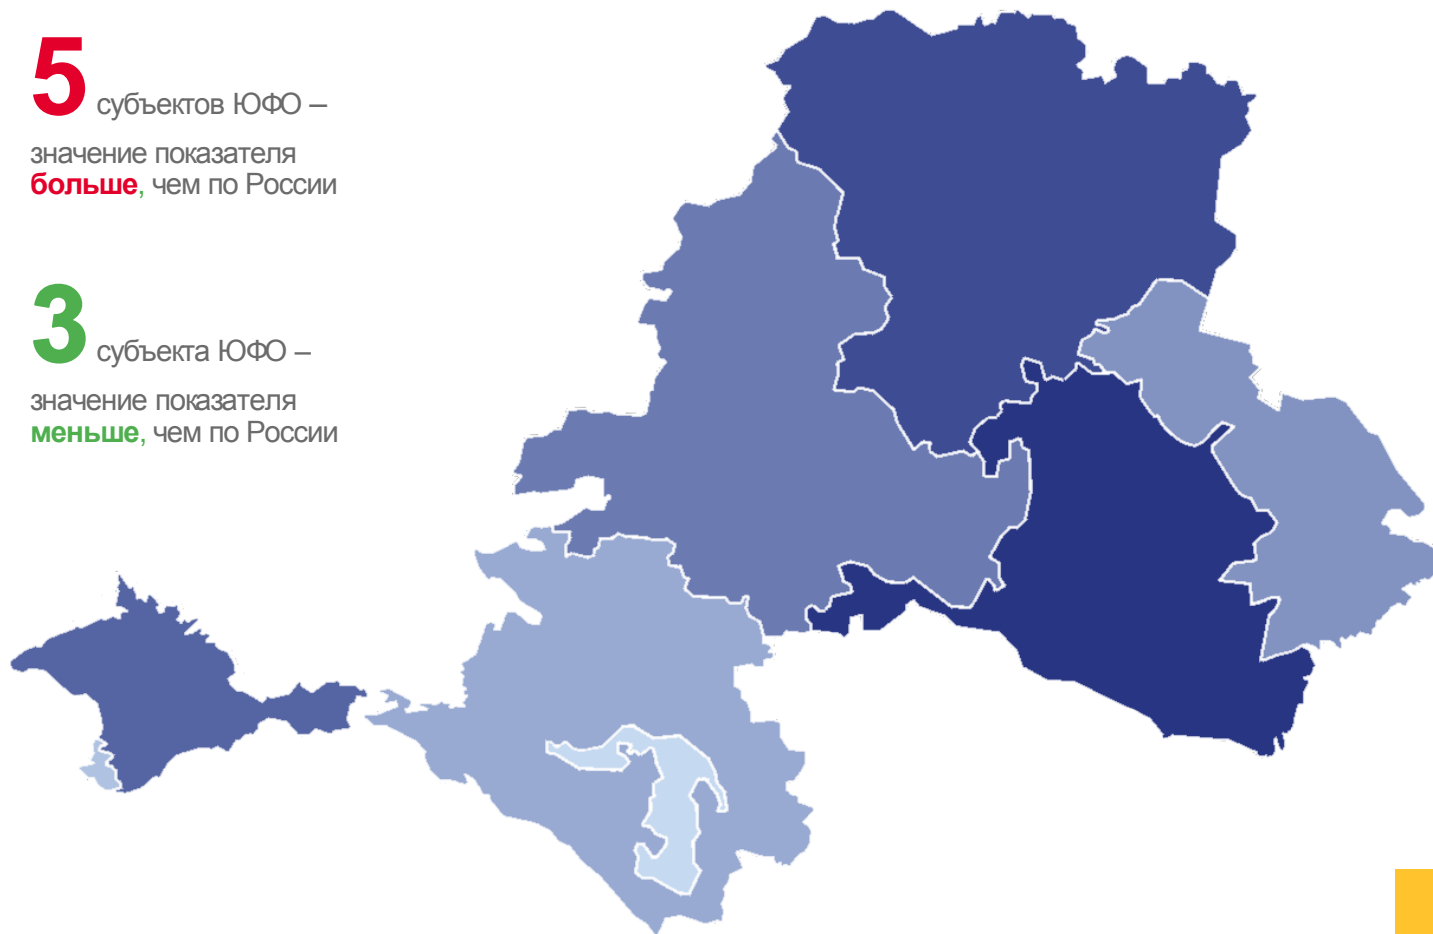 5 субъектов ЮФО –
значение показателя
больше, чем по России
3 субъекта ЮФО –
значение показателя
меньше, чем по России